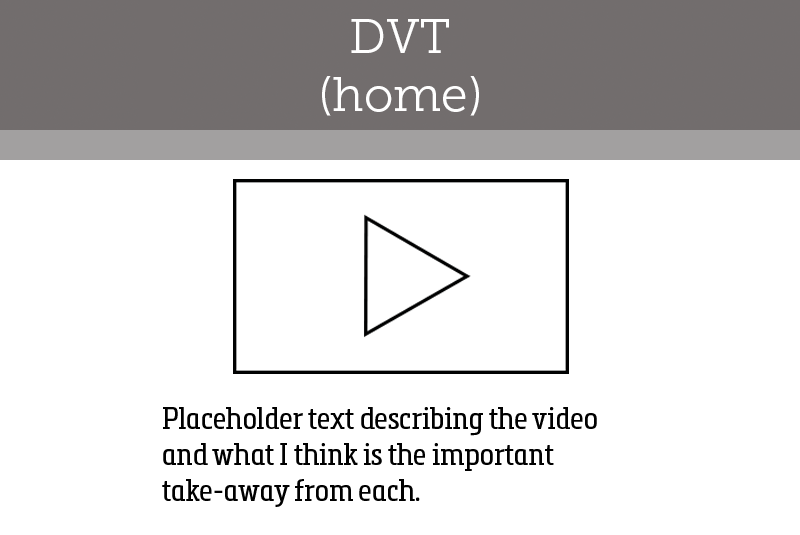 DVT
(home)
Placeholder text describing the video
and what I think is the important
take-away from each.